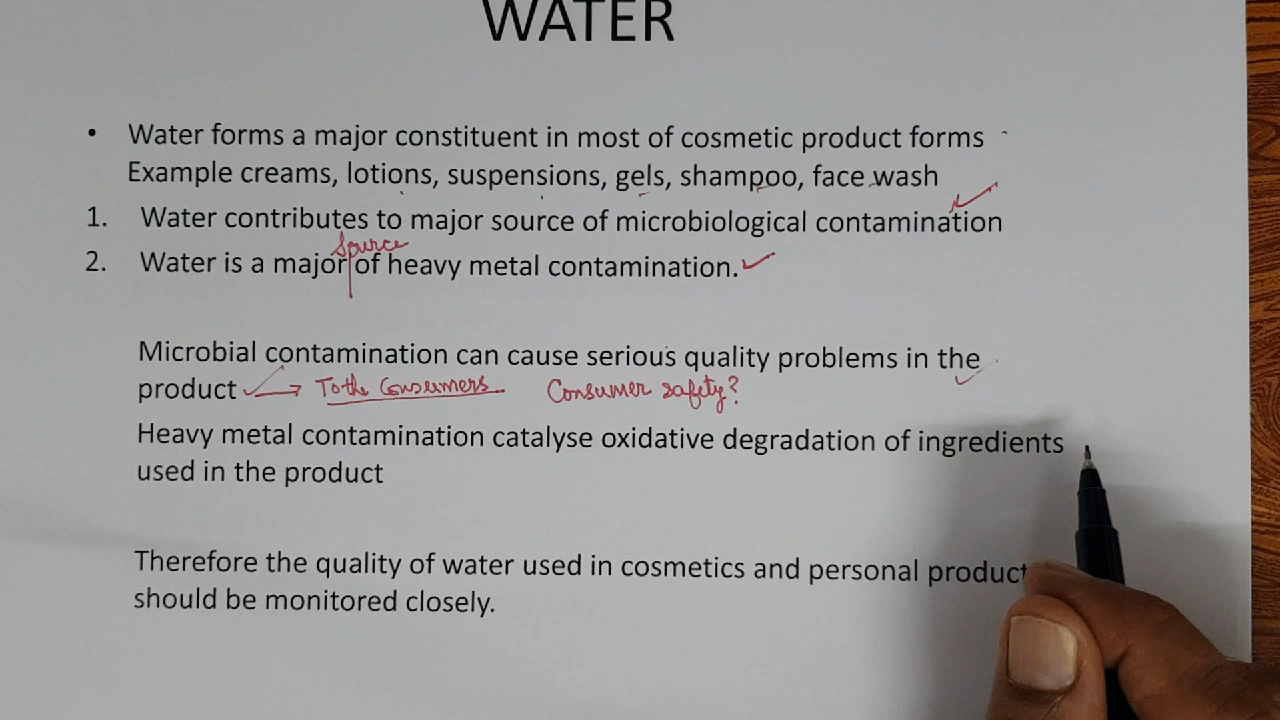 WATER
• Water forms a major constituent in most of cosmetic product forms
Example creams, lotions, suspensions, gels, shampoo, face wash
1. Water contributes to major source of microbiological contamination
Source
2. Water is a major of heavy metal contamination.
Microbial contamination can cause serious quality problems in the
product → To the Consumers Consumer safety?
Heavy metal contamination catalyse oxidative degradation of ingredients
used in the product
Therefore the quality of water used in cosmetics and personal product
should be monitored closely.